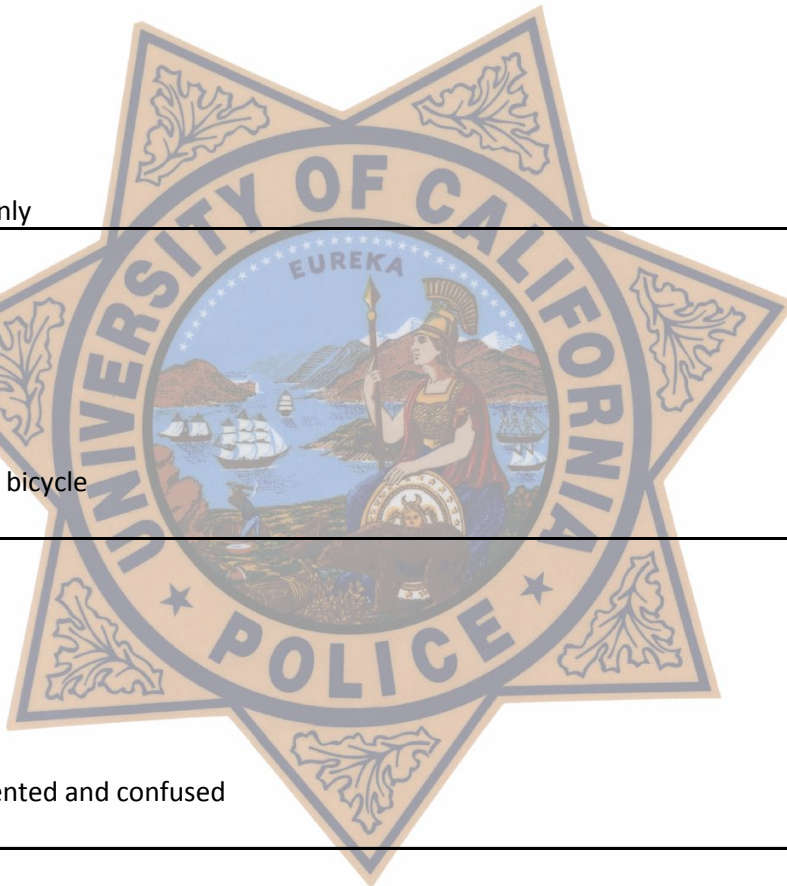 UNIVERSITY OF CALIFORNIA
EUREKA
nly
bicycle
ented and confused
POLICE